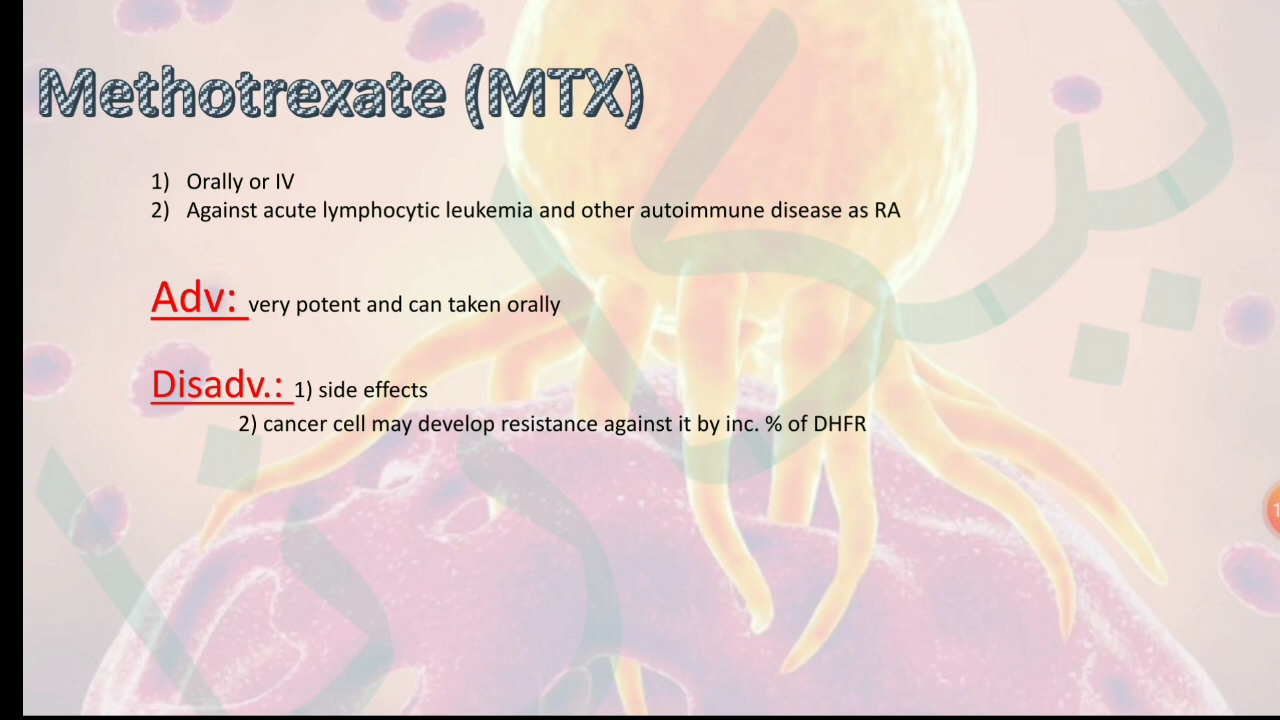 Methotrexate (MTX)
1) Orally or IV
2) Against acute lymphocytic leukemia and other autoimmune disease as RA
Adv: very potent and can taken orally
Disadv.: 1) side effects
2) cancer cell may develop resistance against it by inc. % of DHFR